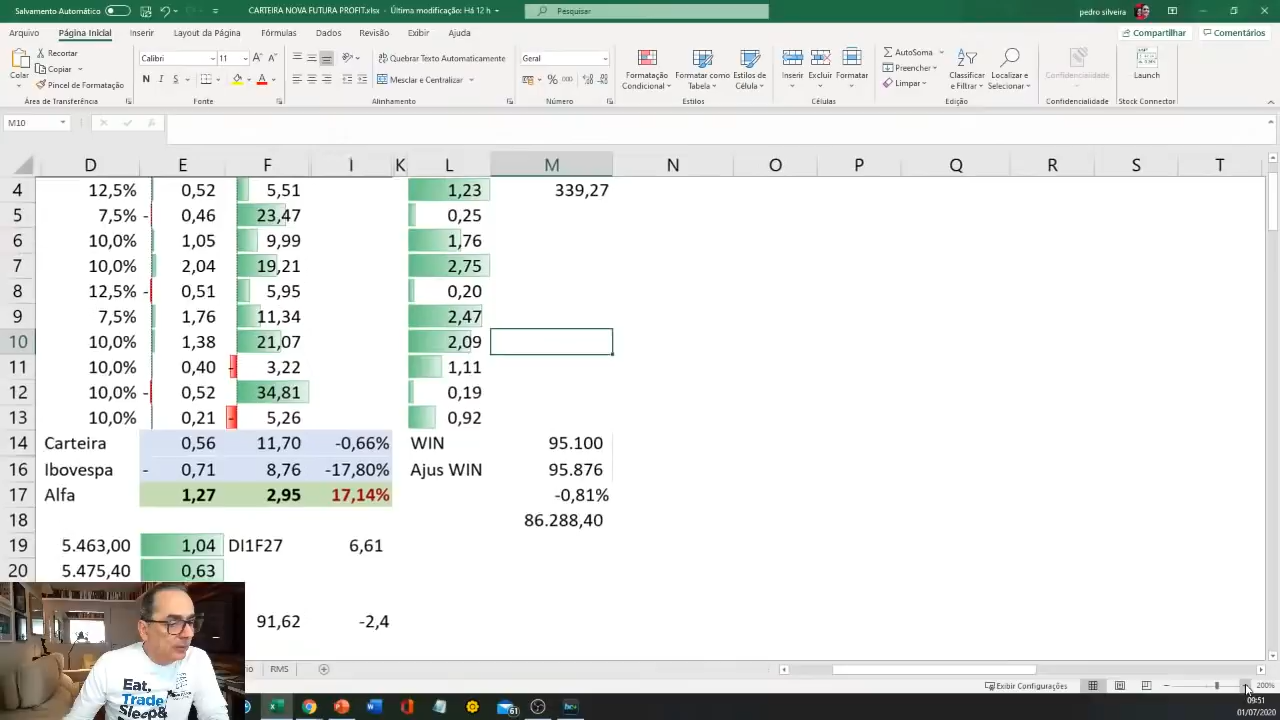 Salvamento Automático
CARTEIRA NOVA FUTURA PROFIT.xlsx - Última modificação: Há 12 h
Pesquisar
pedro silveira
Arquivo
Página Inicial
Inserir
Layout da Página
Fórmulas
Dados
Revisão
Exibir
Ajuda
Compartilhar
Comentários
Colar
Recortar
Copiar
Pincel de Formatação
Área de Transferência
Calibri
11
N I S
Fonte
Quebrar Texto Automaticamente
Mesclar e Centralizar
Alinhamento
Geral
% 000
Número
Formatação Condicional
Formatar como Tabela
Estilos de Célula
Estilos
Inserir
Excluir
Formatar
Células
AutoSoma
Preencher
Limpar
Classificar e Filtrar
Localizar e Selecionar
Edição
Confidencialidade
Confidencialidade
Launch
Stock Connector
M10
D E F I K L M N O P Q R S T
4 12,5% 0,52 5,51 1,23 339,27
5 7,5% - 0,46 23,47 0,25
6 10,0% 1,05 9,99 1,76
7 10,0% 2,04 19,21 2,75
8 12,5% - 0,51 5,95 0,20
9 7,5% 1,76 11,34 2,47
10 10,0% 1,38 21,07 2,09
11 10,0% 0,40 - 3,22 1,11
12 10,0% - 0,52 34,81 0,19
13 10,0% 0,21 - 5,26 0,92
14 Carteira 0,56 11,70 -0,66% WIN 95.100
16 Ibovespa - 0,71 8,76 -17,80% Ajus WIN 95.876
17 Alfa 1,27 2,95 17,14% -0,81%
18 86.288,40
19 5.463,00 1,04 DI1F27 6,61
20 5.475,40 0,63
91,62 -2,4
Eat,
Trade
Sleep&
RMS
Exibir Configurações
200%
61
09:51
01/07/2020